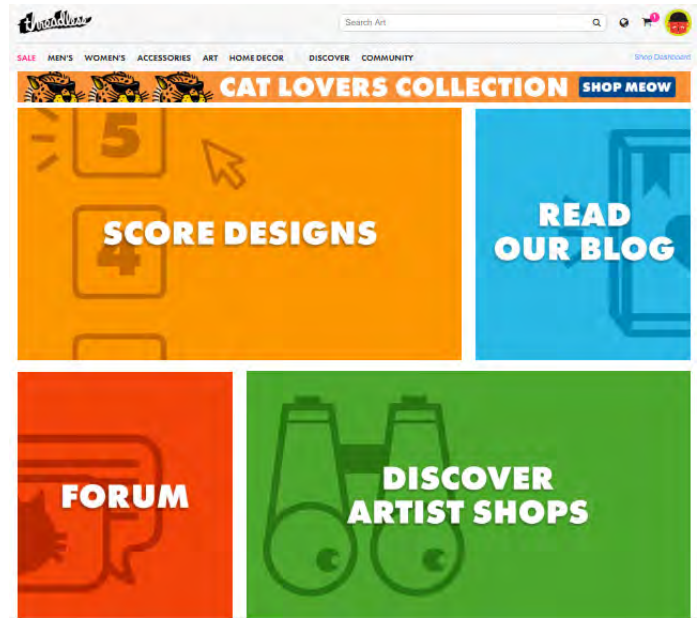 threadless
Search Art
1
SALE MEN'S WOMEN'S ACCESSORIES ART HOME DECOR DISCOVER COMMUNITY Shop Dashboard
CAT LOVERS COLLECTION SHOP MEOW
5
4
SCORE DESIGNS
READ
OUR BLOG
FORUM
DISCOVER
ARTIST SHOPS